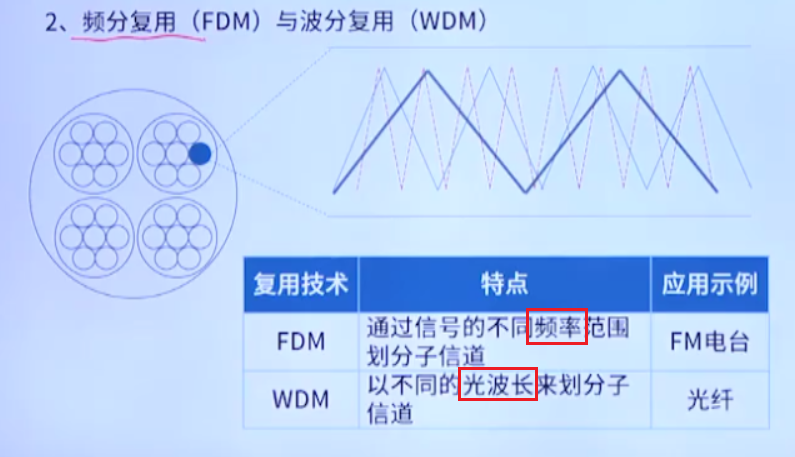 2、频分复用（FDM）与波分复用（WDM）
复用技术 特点 应用示例
FDM 通过信号的不同频率范围 FM电台
划分子信道
WDM 以不同的光波长来划分子 光纤
信道